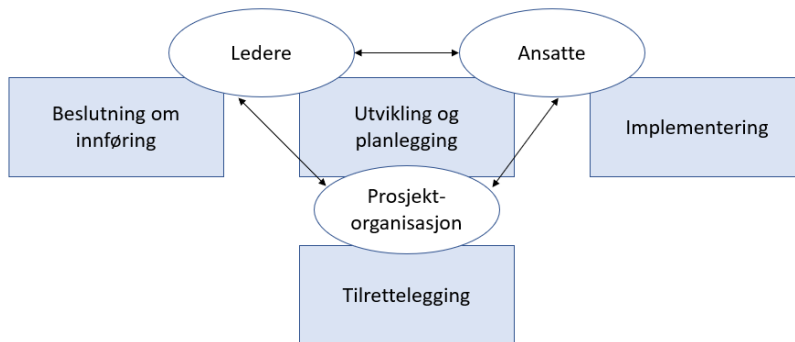 Ledere
Ansatte
Beslutning om
innføring
Utvikling og
planlegging
Implementering
Prosjekt-
organisasjon
Tilrettelegging